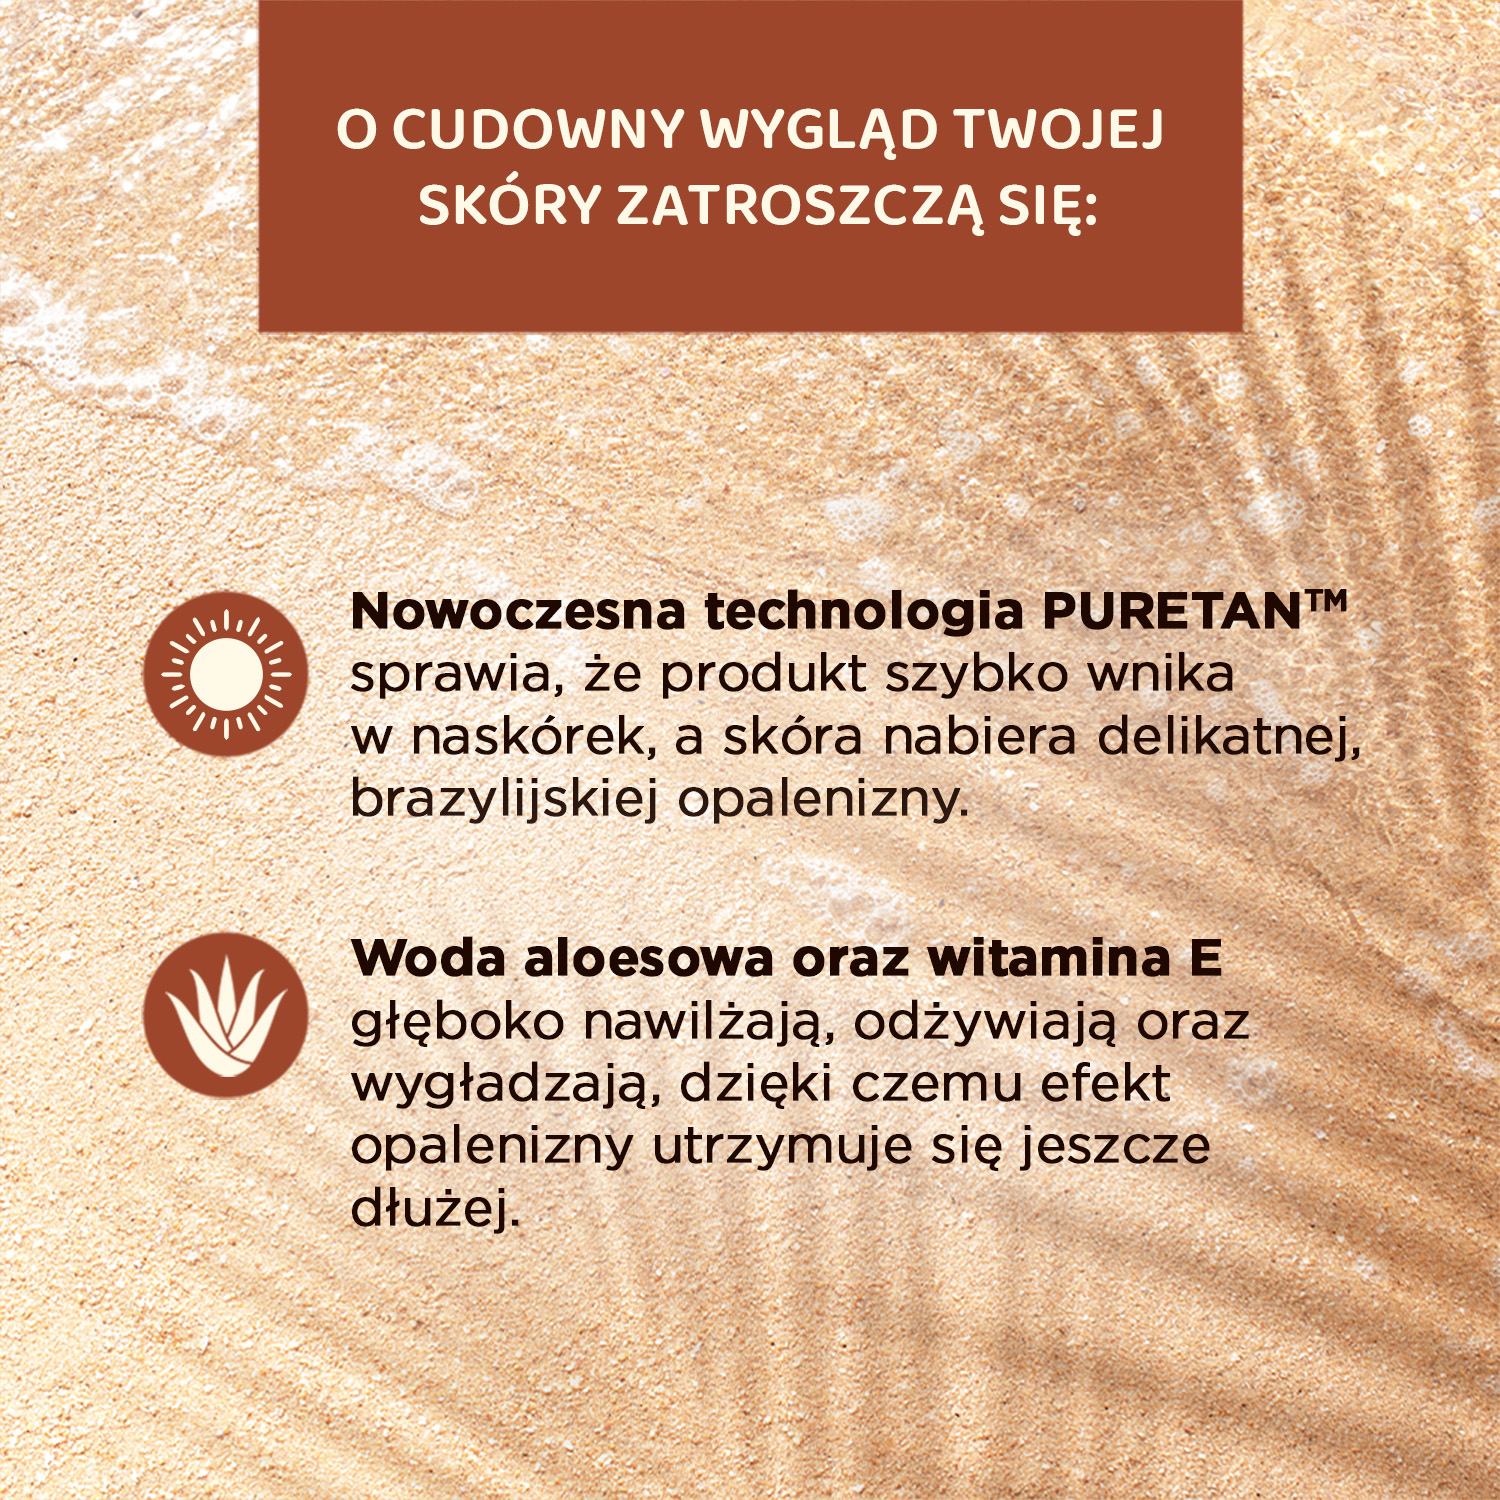 O CUDOWNY WYGLĄD TWOJEJ
SKÓRY ZATROSZCZĄ SIĘ:
Nowoczesna technologia PURETAN™
sprawia, że produkt szybko wnika
w naskórek, a skóra nabiera delikatnej,
brazylijskiej opalenizny.
Woda aloesowa oraz witamina E
głęboko nawilżają, odżywiają oraz
wygładzają, dzięki czemu efekt
opalenizny utrzymuje się jeszcze
dłużej.